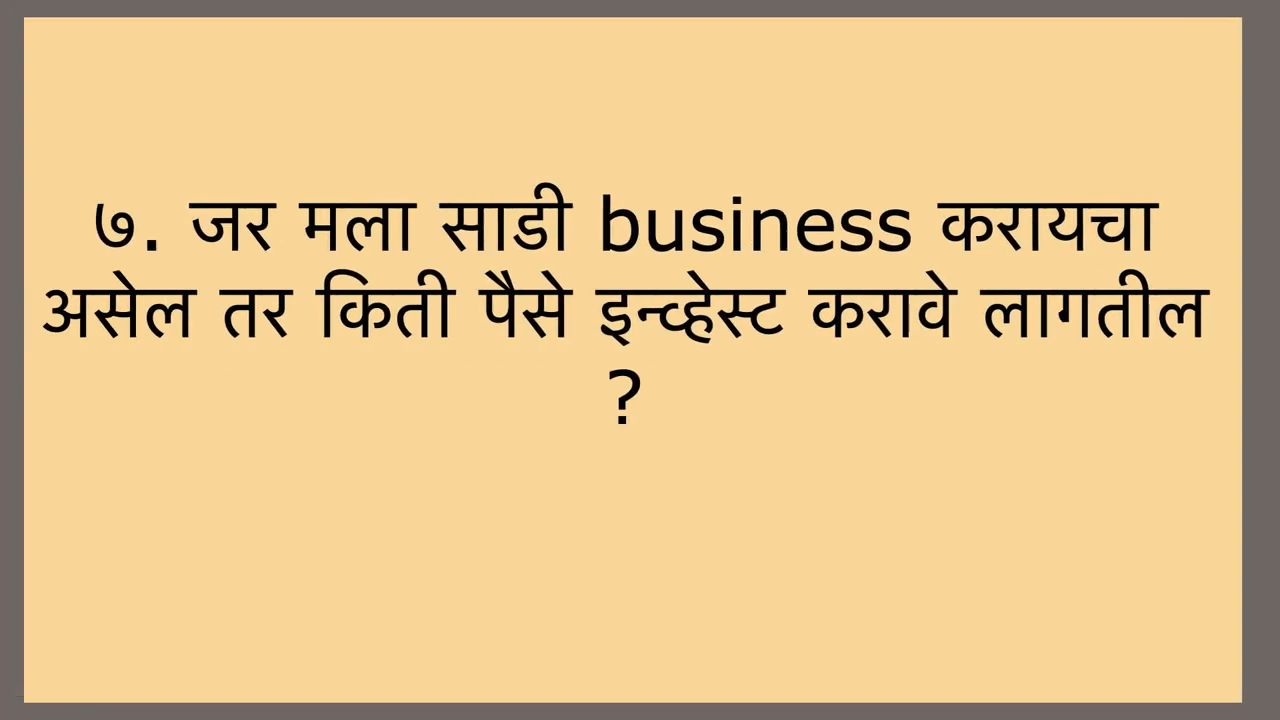 ७. जर मला साडी business करायचा
असेल तर किती पैसे इन्व्हेस्ट करावे लागतील
?